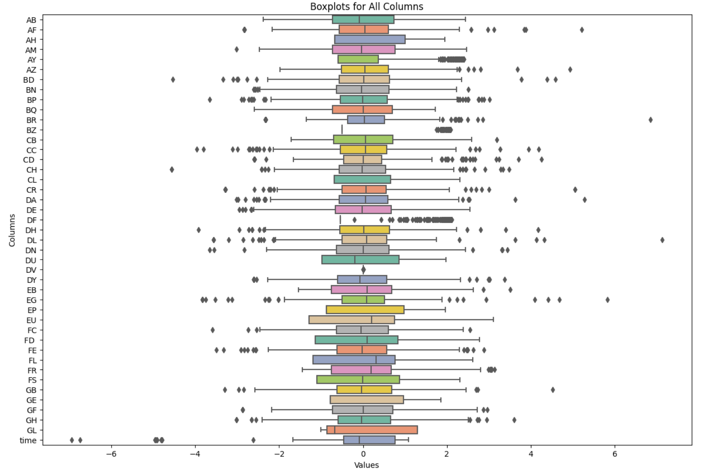 Boxplots for All Columns
AB
AF
AH
AM
AY
AZ
BD
BN
BP
BQ
BR
BZ
CB
CC
CD
CH
CL
CR
DA
DE
DF
DH
DL
DN
DU
DV
DY
EB
EG
EP
EU
FC
FD
FE
FL
FR
FS
GB
GE
GF
GH
GL
time
Columns
−6
−4
−2
0
2
4
6
Values